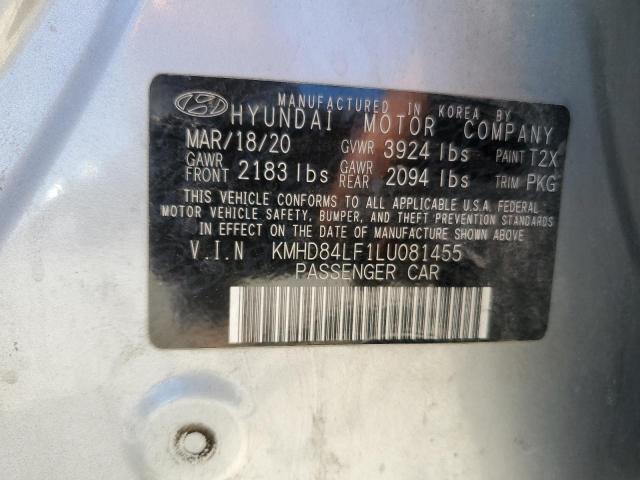 MANUFACTURED IN KOREA BY
HYUNDAI MOTOR COMPANY
MAR/18/20 GVWR 3924 lbs PAINT T2X
GAWR FRONT 2183 lbs GAWR REAR 2094 lbs TRIM PKG
THIS VEHICLE CONFORMS TO ALL APPLICABLE U.S.A. FEDERAL
MOTOR VEHICLE SAFETY, BUMPER, AND THEFT PREVENTION STANDARDS
IN EFFECT ON THE DATE OF MANUFACTURE SHOWN ABOVE.
V.I.N KMHD84LF1LU081455
PASSENGER CAR